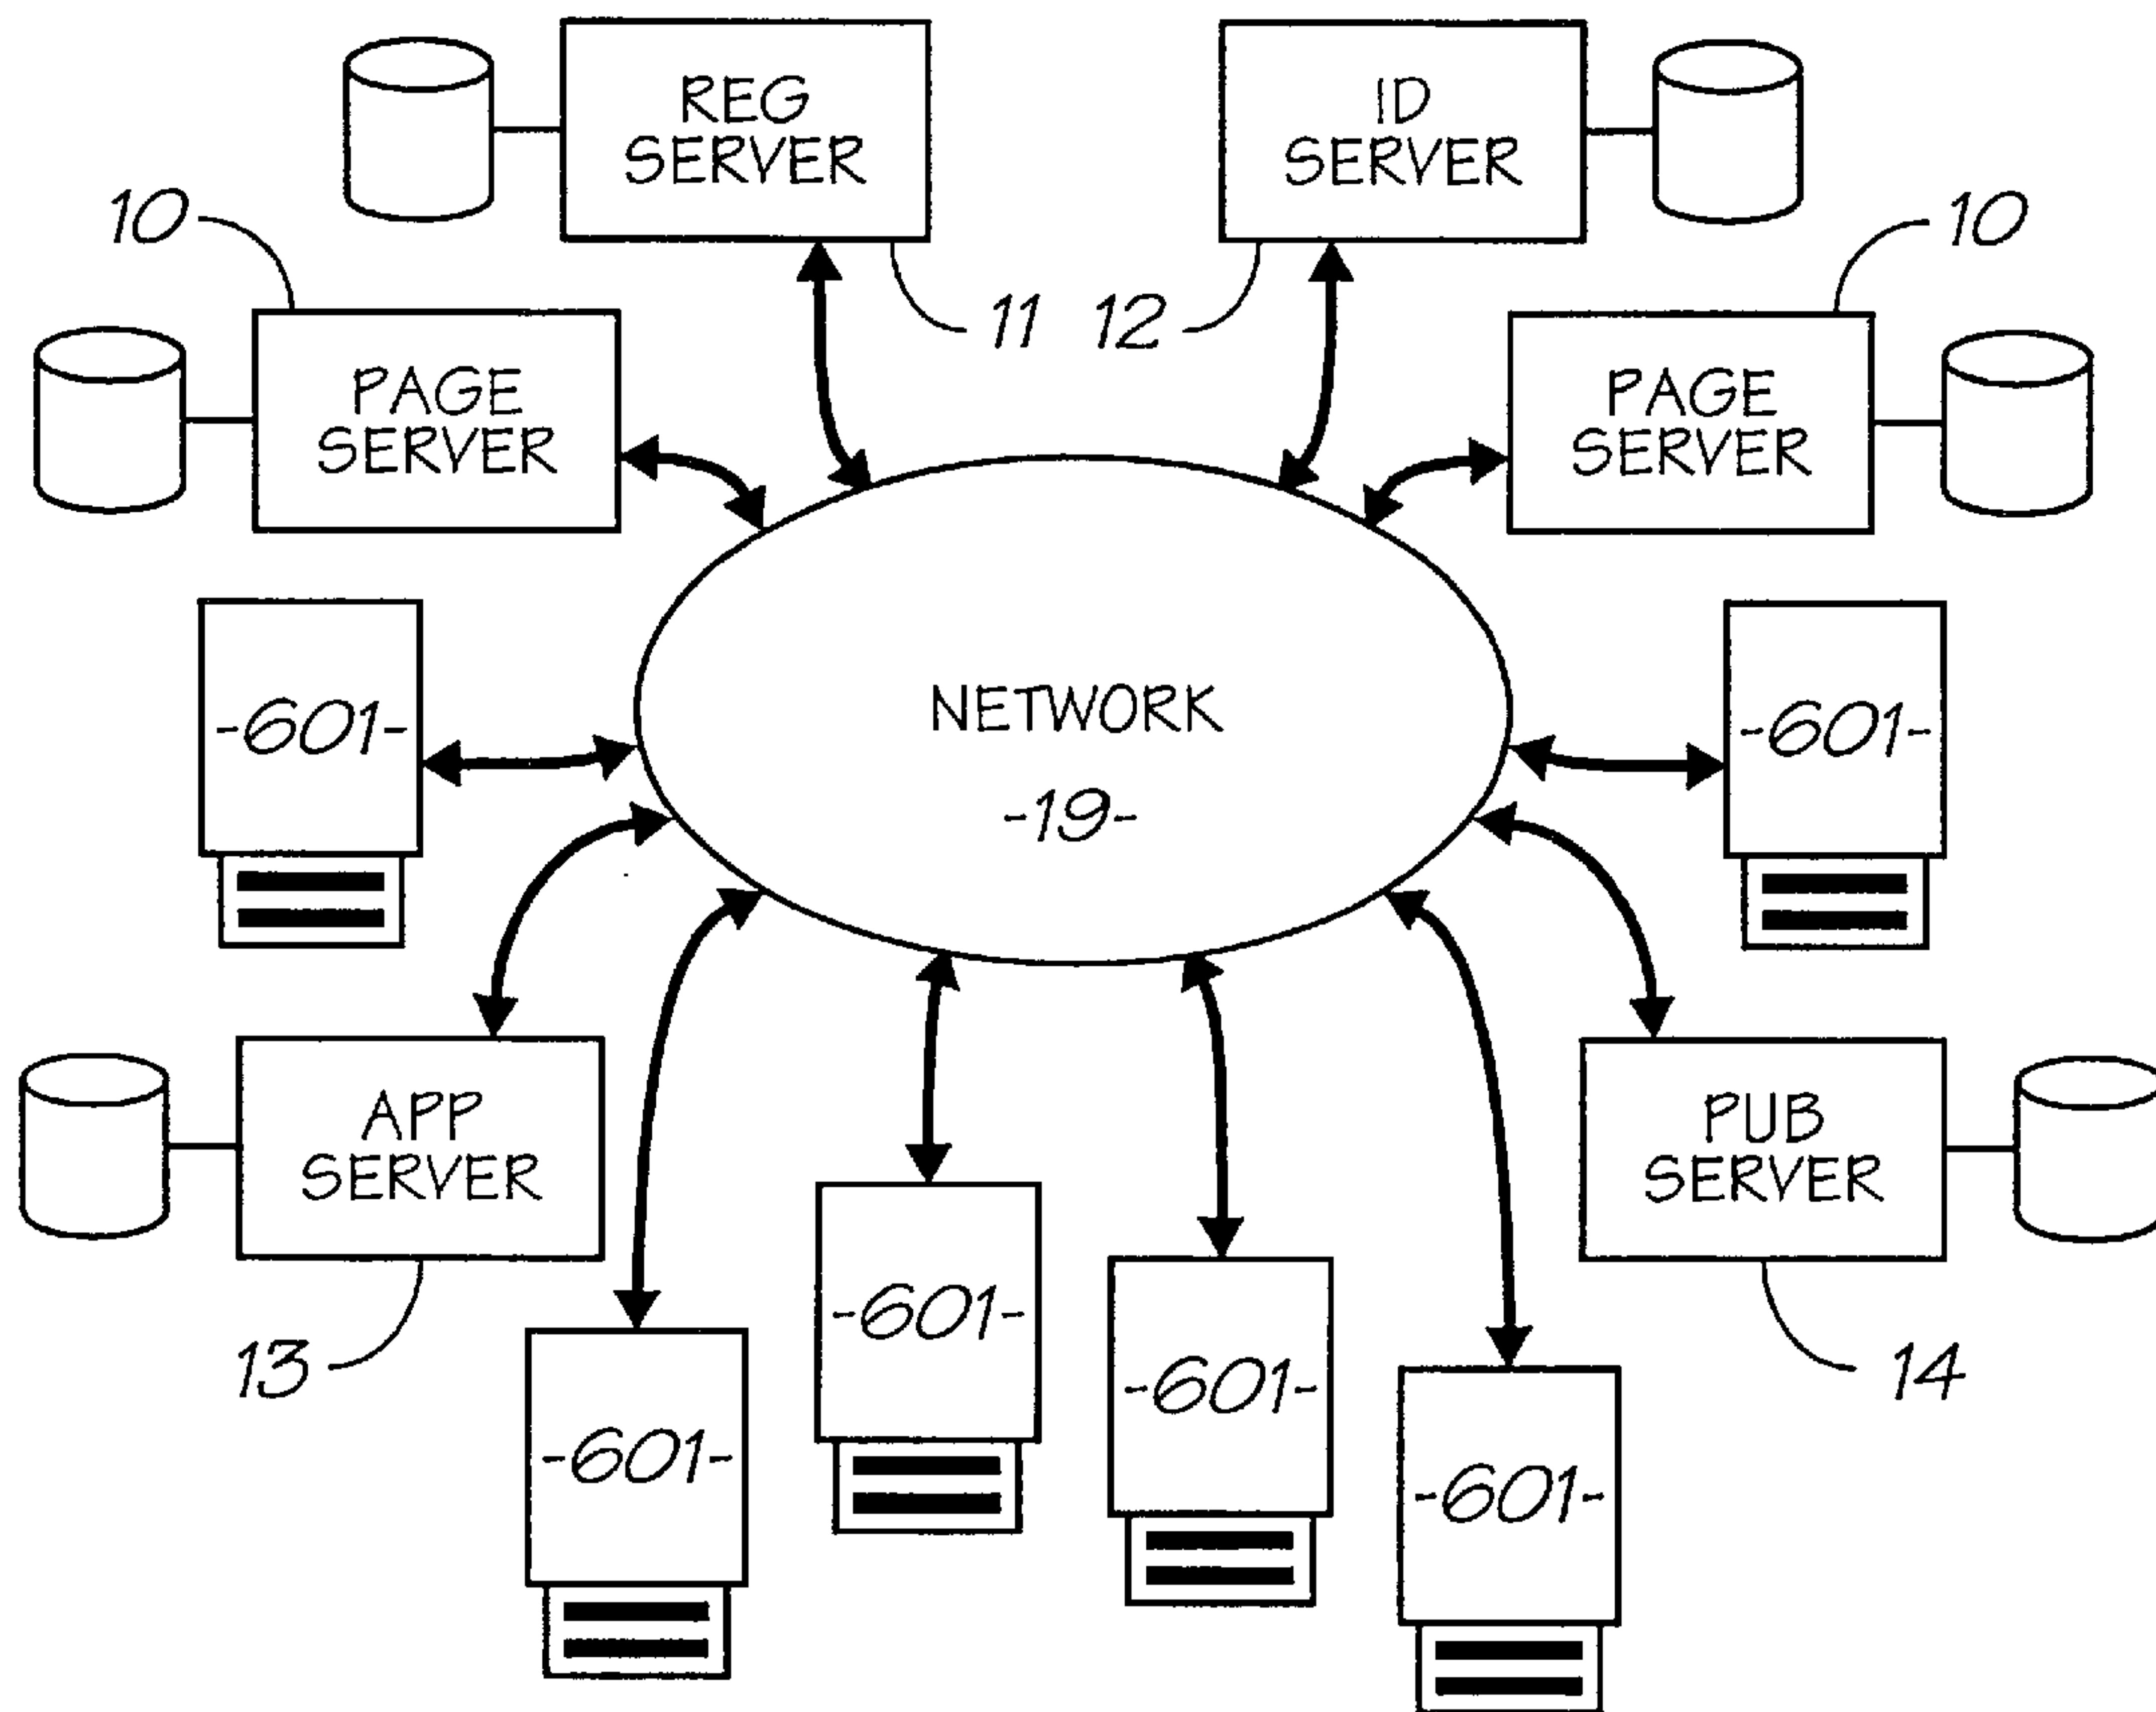 REG
SERVER
ID
SERVER
10
10
11
12
PAGE
SERVER
PAGE
SERVER
-601-
NETWORK
-19-
-601-
APP
SERVER
PUB
SERVER
13
-601-
-601-
-601-
-601-
14